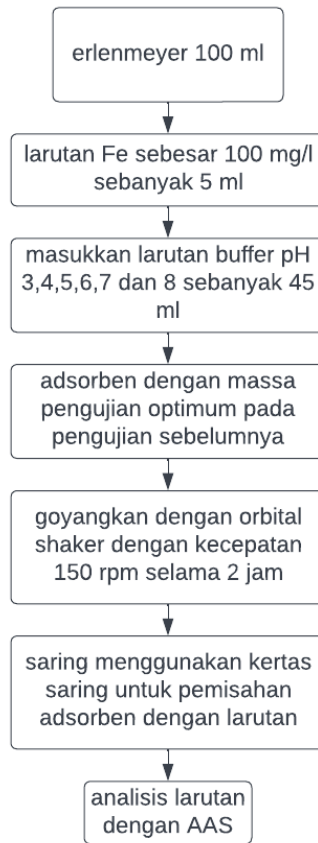 erlenmeyer 100 ml
larutan Fe sebesar 100 mg/l
sebanyak 5 ml
masukkan larutan buffer pH
3,4,5,6,7 dan 8 sebanyak 45
ml
adsorben dengan massa
pengujian optimum pada
pengujian sebelumnya
goyangkan dengan orbital
shaker dengan kecepatan
150 rpm selama 2 jam
saring menggunakan kertas
saring untuk pemisahan
adsorben dengan larutan
analisis larutan
dengan AAS